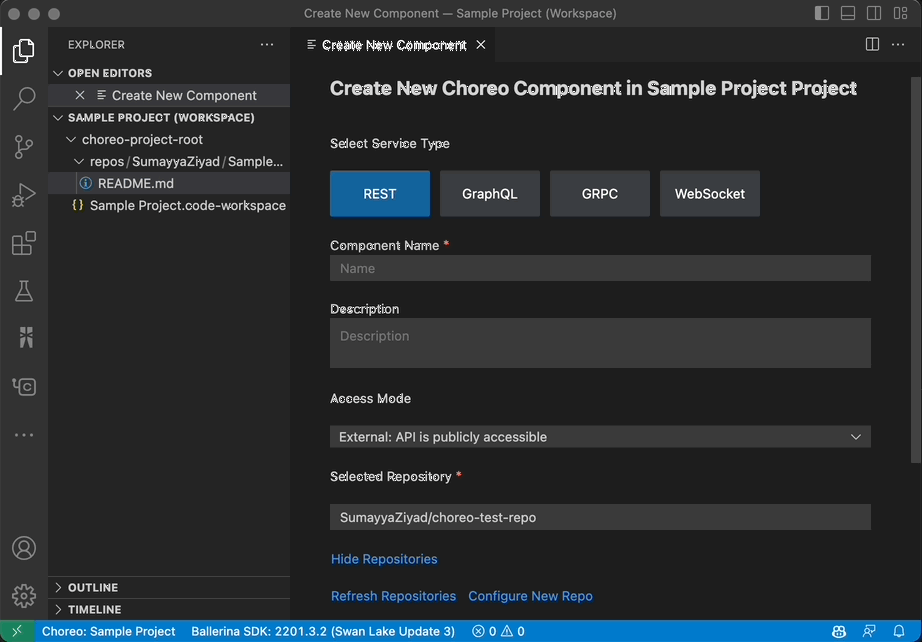 Create New Component — Sample Project (Workspace)
EXPLORER
OPEN EDITORS
Create New Component
SAMPLE PROJECT (WORKSPACE)
choreo-project-root
repos / SumayyaZiyad / Sample...
README.md
{} Sample Project.code-workspace
OUTLINE
TIMELINE
Create New Component
Create New Choreo Component in Sample Project Project
Select Service Type
REST GraphQL GRPC WebSocket
Component Name *
Name
Description
Description
Access Mode
External: API is publicly accessible
Selected Repository *
SumayyaZiyad/choreo-test-repo
Hide Repositories
Refresh Repositories Configure New Repo
Choreo: Sample Project Ballerina SDK: 2201.3.2 (Swan Lake Update 3) 0 0